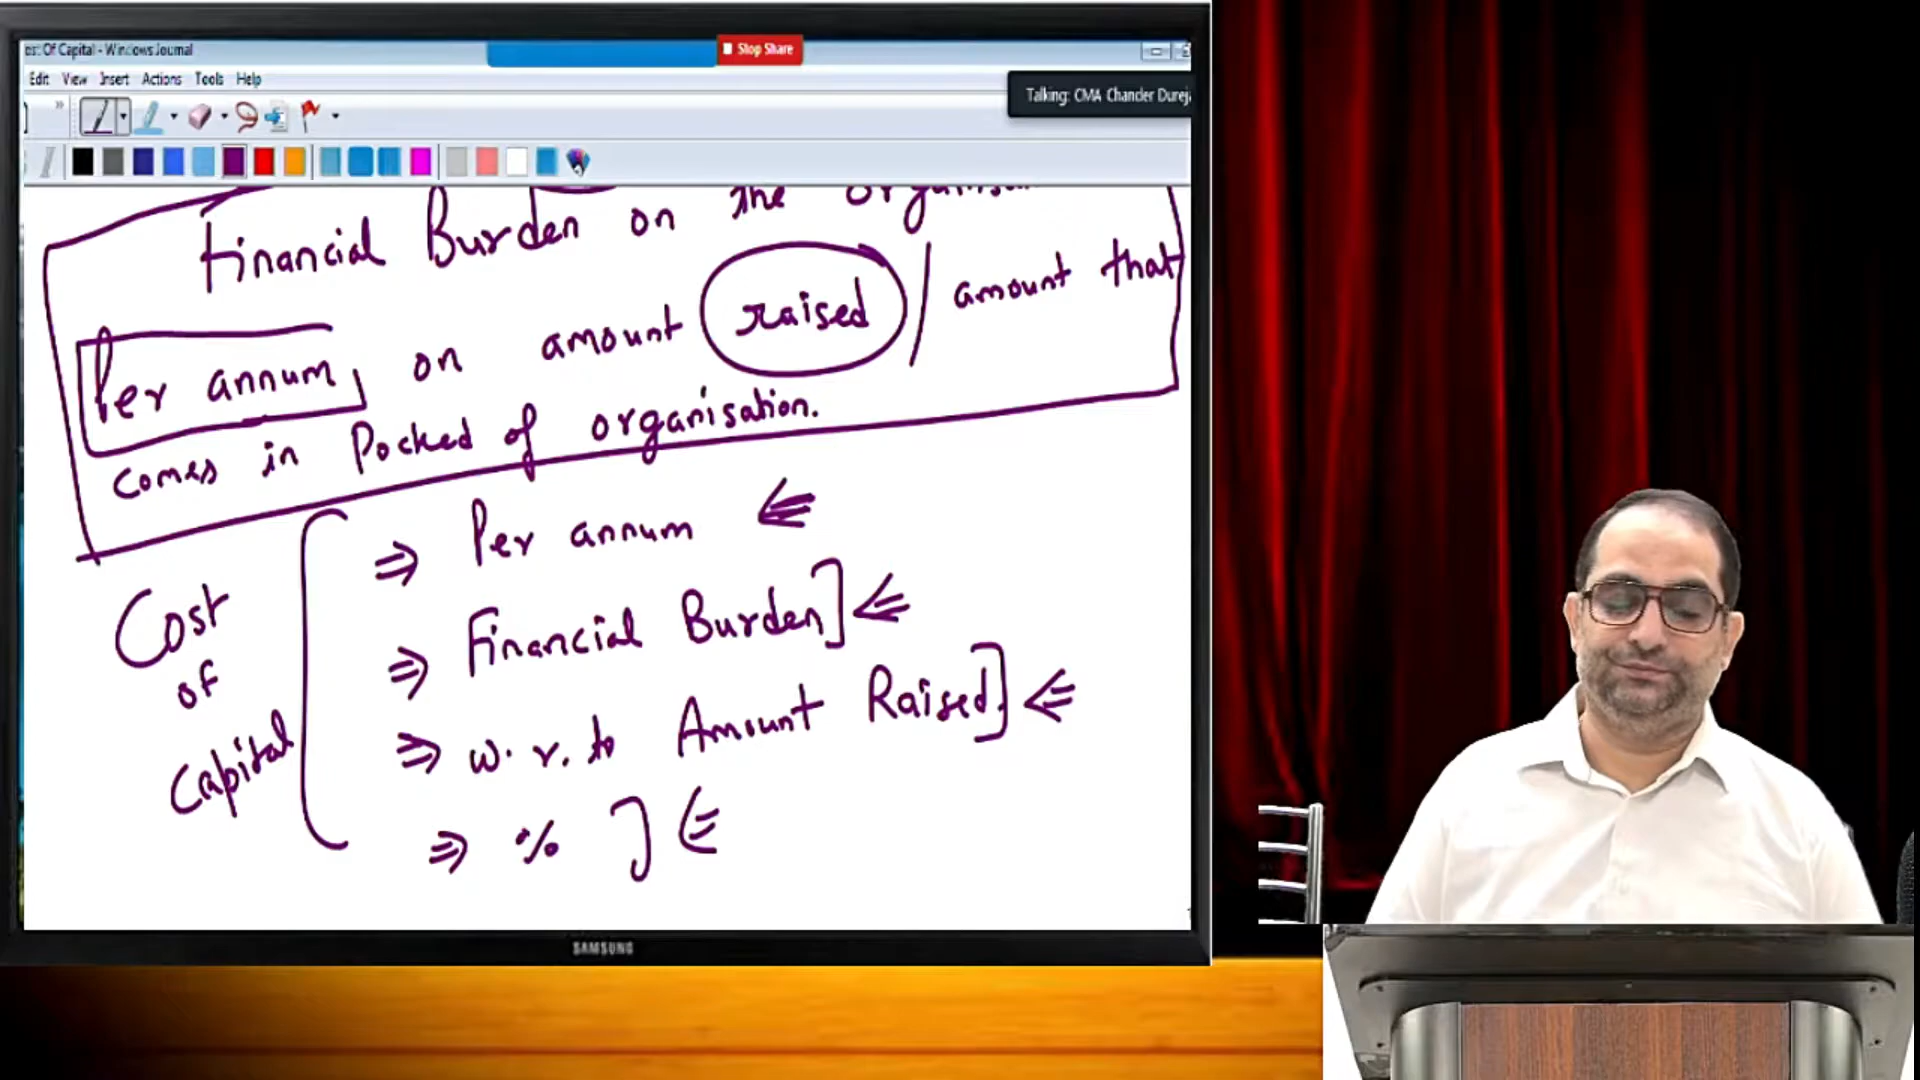 est Of Capital - Windows Journal
Stop Share
Edit View Insert Actions Tools Help
Talking: CMA Chander Durej
Financial Burden on the
Per annum, on amount raised / amount that
comes in Pocked of organisation.
Cost of capital
⇒ Per annum
⇒ Financial Burden]
⇒ w.r. to Amount Raised]
⇒ % ]
SAMSUNG